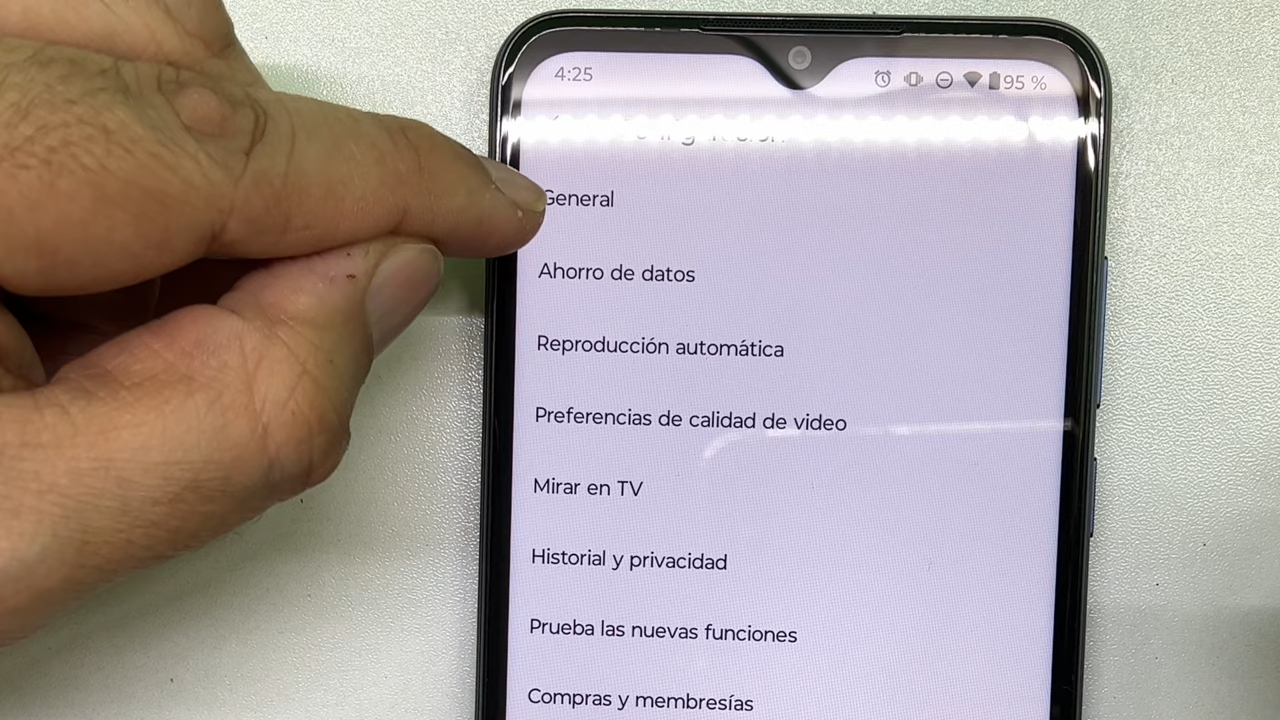 4:25
95 %
General
Ahorro de datos
Reproducción automática
Preferencias de calidad de video
Mirar en TV
Historial y privacidad
Prueba las nuevas funciones
Compras y membresías